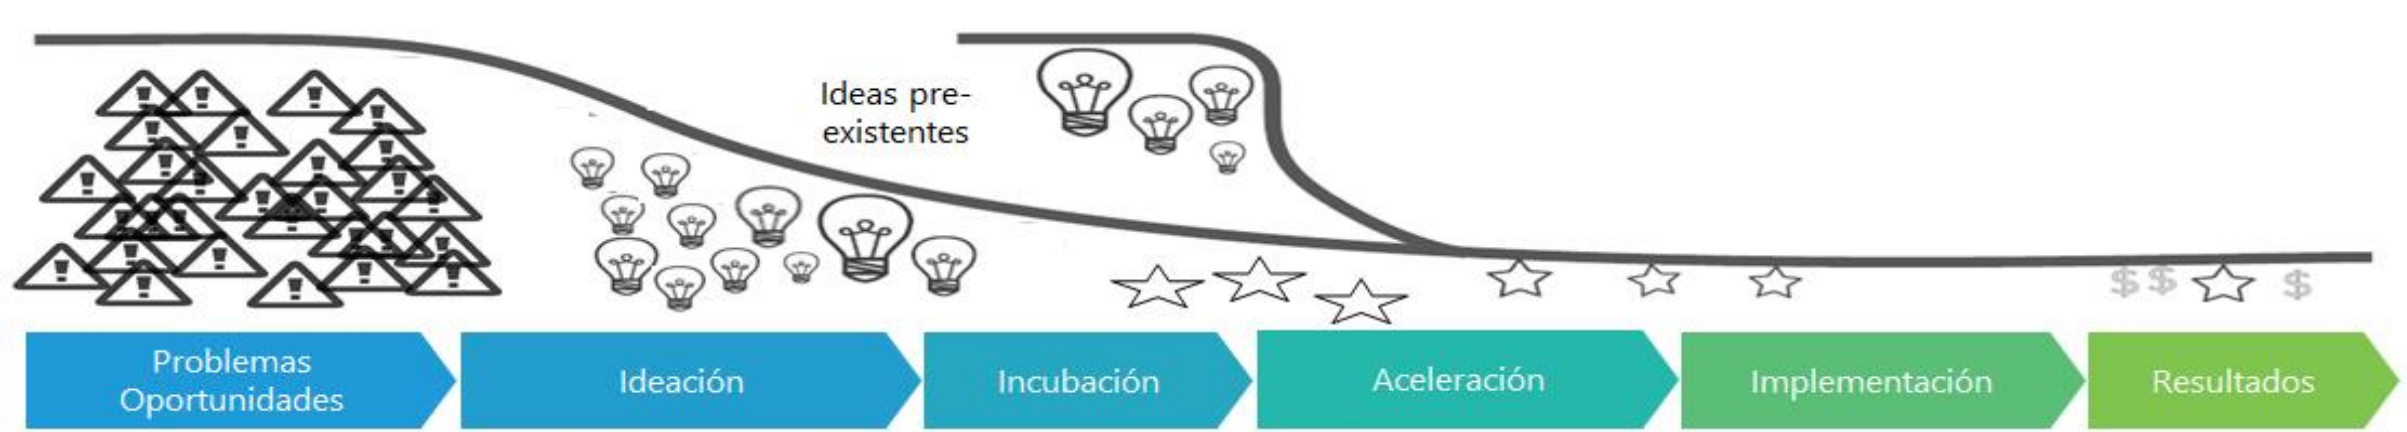 Ideas pre-
existentes
$$ $
Problemas
Oportunidades
Ideación
Incubación
Aceleración
Implementación
Resultados